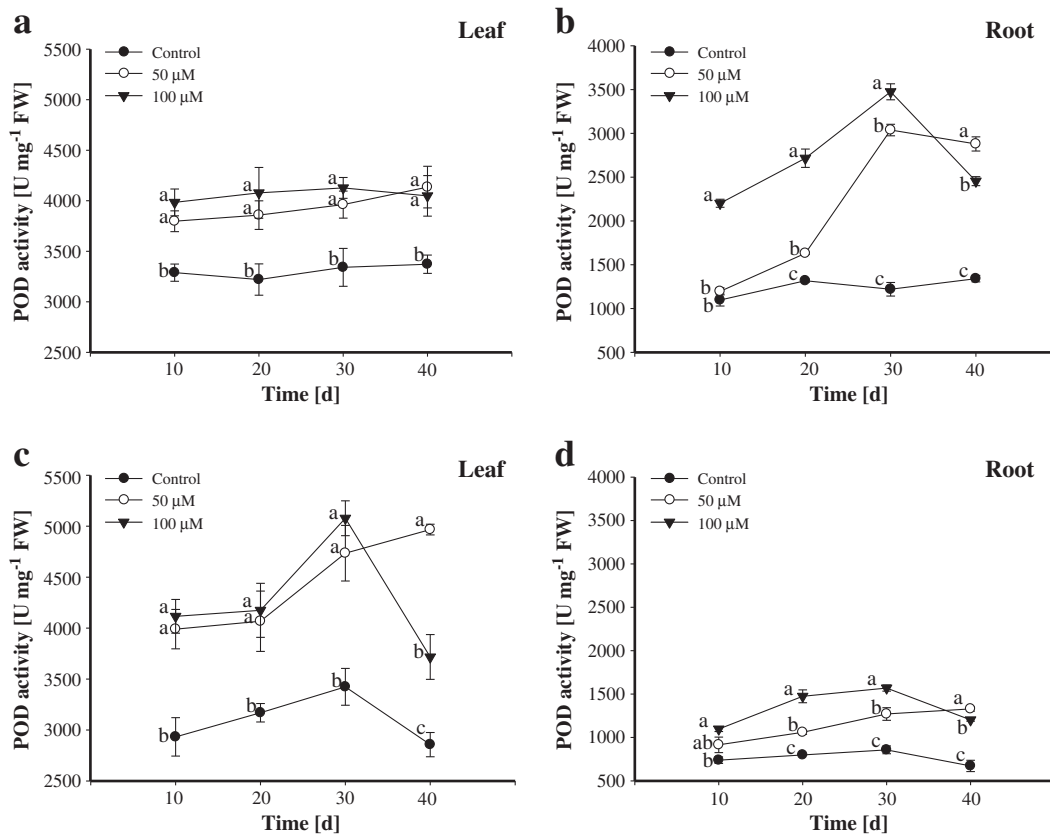 a
Leaf
Control
50 µM
100 µM
5500
5000
4500
4000
3500
3000
2500
POD activity [U mg-1 FW]
a a a a
a a a a
b b b b
10 20 30 40
Time [d]
b
Root
Control
50 µM
100 µM
4000
3500
3000
2500
2000
1500
1000
500
POD activity [U mg-1 FW]
a a a b
b b b a
b c c c
10 20 30 40
Time [d]
c
Leaf
Control
50 µM
100 µM
5500
5000
4500
4000
3500
3000
2500
POD activity [U mg-1 FW]
a a a b
a a a a
b b b c
10 20 30 40
Time [d]
d
Root
Control
50 µM
100 µM
4000
3500
3000
2500
2000
1500
1000
500
POD activity [U mg-1 FW]
a a a b
ab b b a
b c c c
10 20 30 40
Time [d]